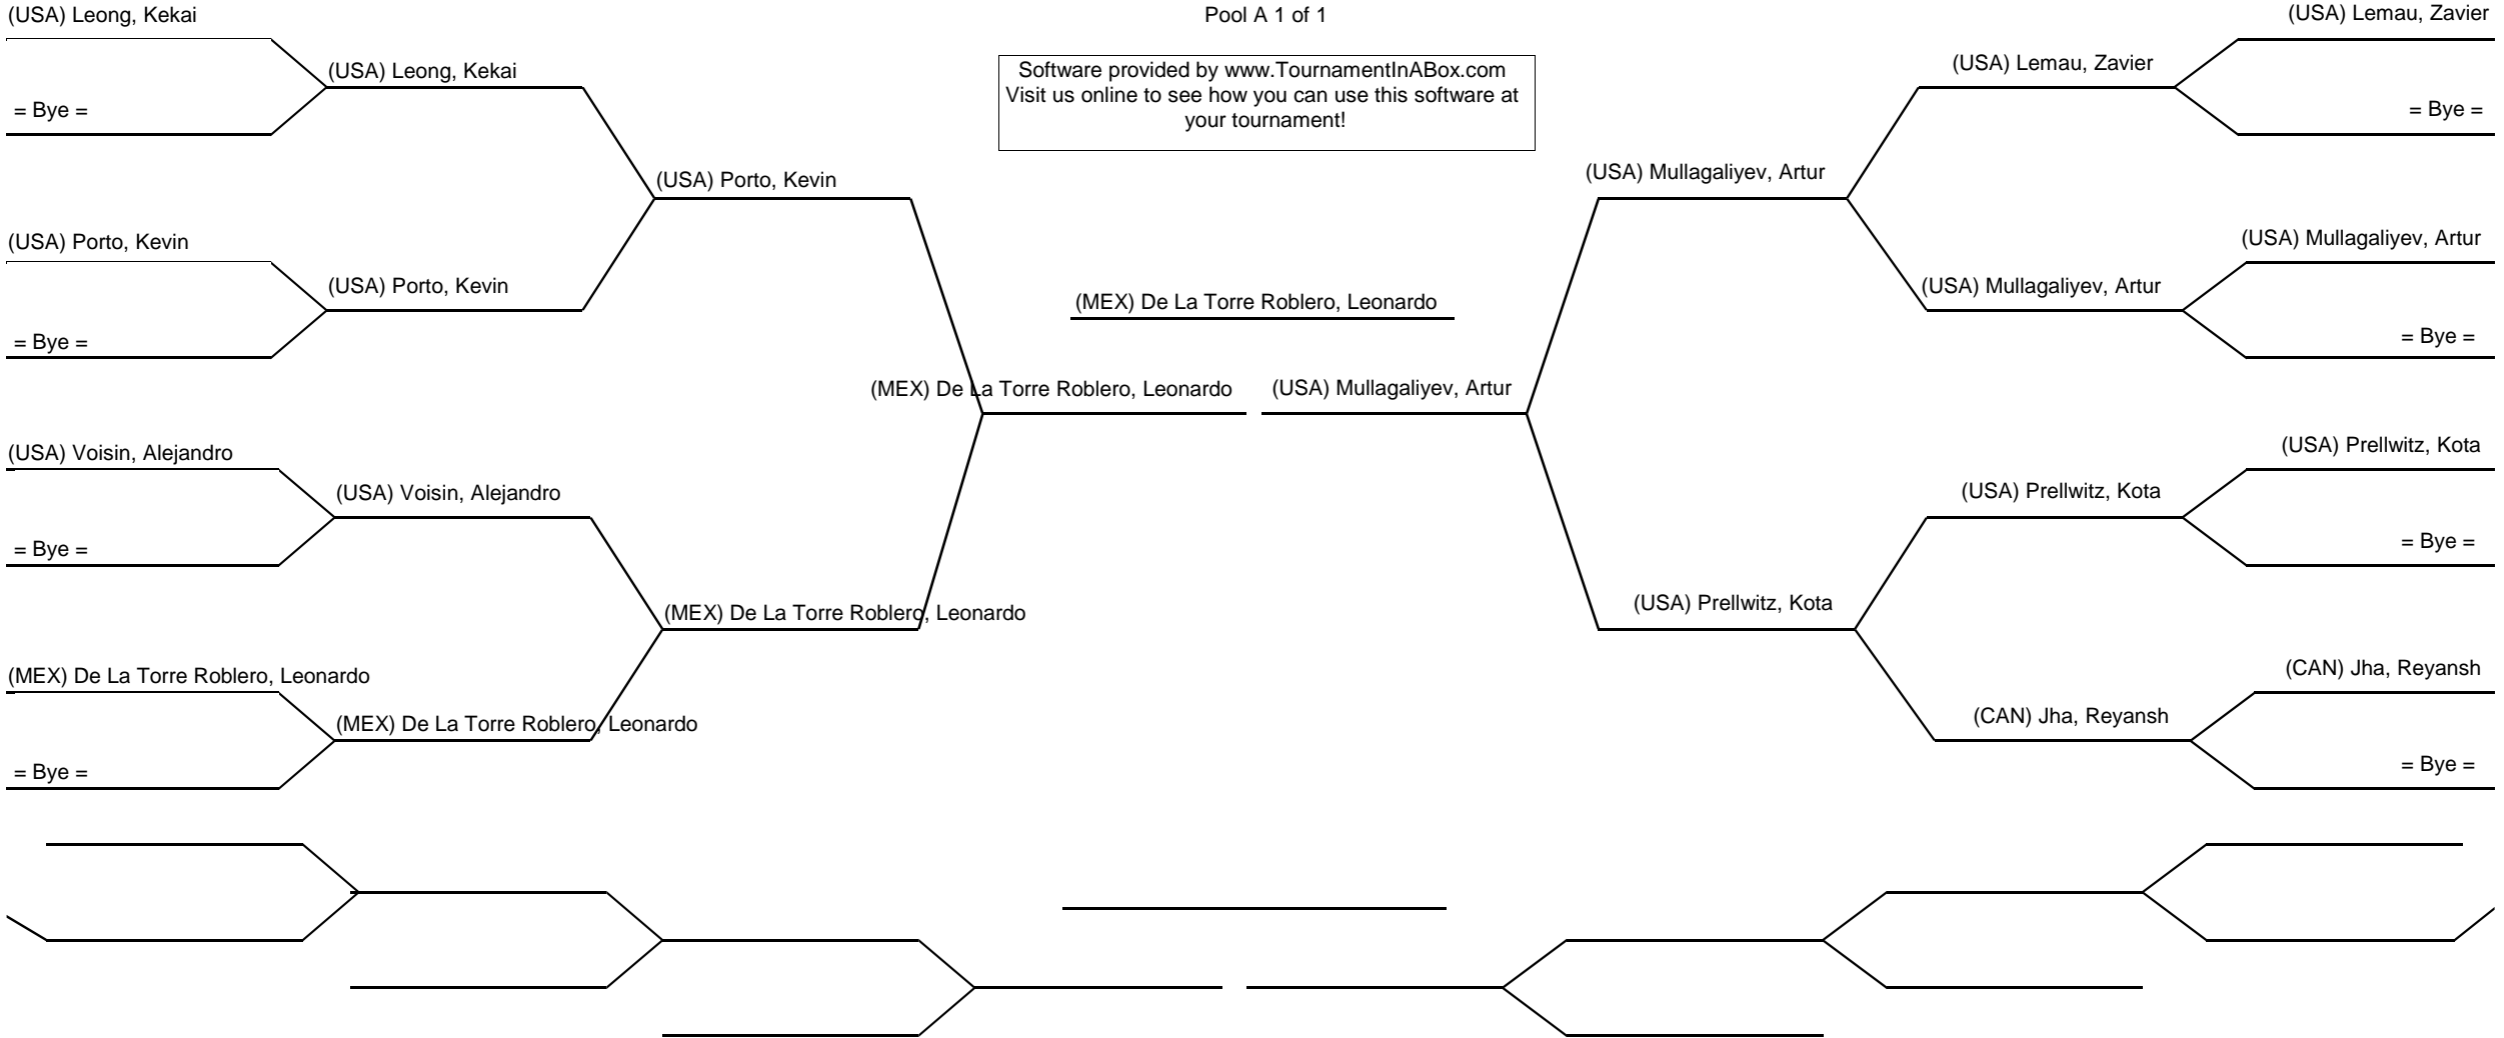 (USA) Leong, Kekai
Pool A 1 of 1
(USA) Lemau, Zavier
(USA) Leong, Kekai
Software provided by www.TournamentInABox.com
Visit us online to see how you can use this software at
your tournament!
(USA) Lemau, Zavier
= Bye =
= Bye =
(USA) Porto, Kevin
(USA) Mullagaliyev, Artur
(USA) Porto, Kevin
(USA) Mullagaliyev, Artur
(USA) Porto, Kevin
(MEX) De La Torre Roblero, Leonardo
(USA) Mullagaliyev, Artur
= Bye =
= Bye =
(MEX) De La Torre Roblero, Leonardo
(USA) Mullagaliyev, Artur
(USA) Voisin, Alejandro
(USA) Prellwitz, Kota
(USA) Voisin, Alejandro
(USA) Prellwitz, Kota
= Bye =
= Bye =
(MEX) De La Torre Roblero, Leonardo
(USA) Prellwitz, Kota
(MEX) De La Torre Roblero, Leonardo
(CAN) Jha, Reyansh
(MEX) De La Torre Roblero, Leonardo
(CAN) Jha, Reyansh
= Bye =
= Bye =